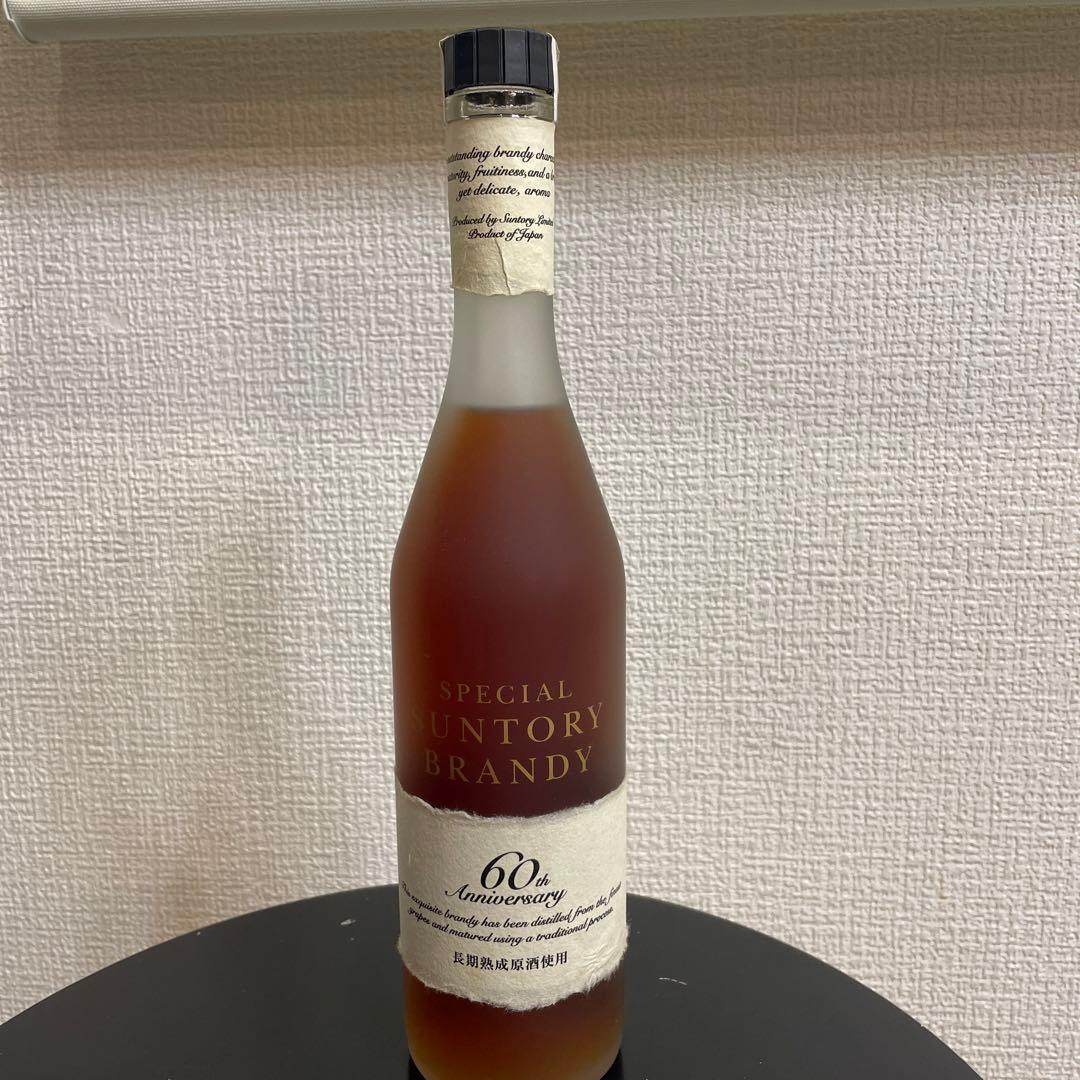 outstanding brandy
maturity, fruitiness, and a
yet delicate, aroma
Produced by Suntory Limited
Product of Japan
SPECIAL
SUNTORY
BRANDY
60th
Anniversary
This exquisite brandy has been distilled from the finest
grapes and matured using a traditional process.
長期熟成原酒使用